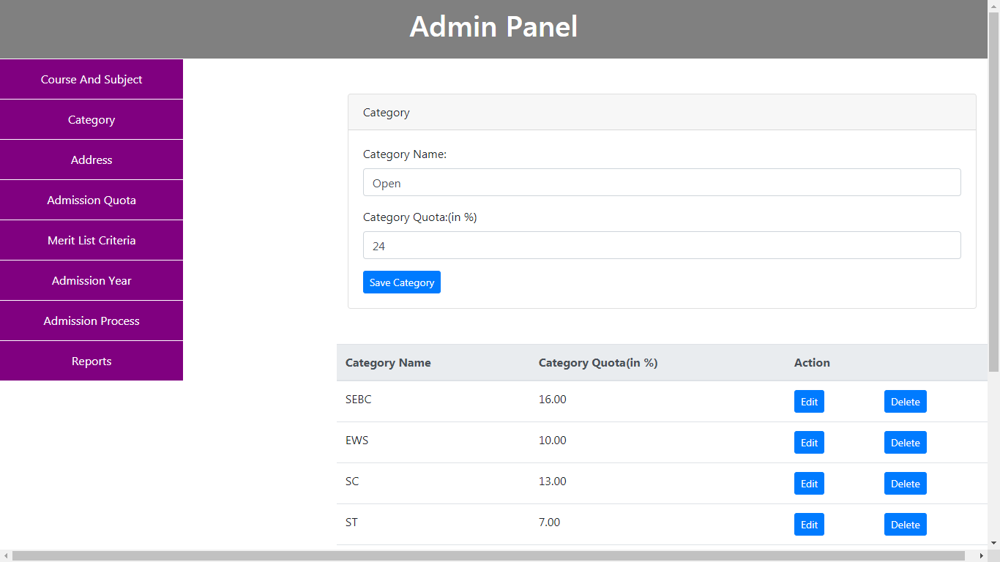 Admin Panel
Course And Subject
Category
Address
Admission Quota
Merit List Criteria
Admission Year
Admission Process
Reports
Category
Category Name:
Open
Category Quota:(in %)
24
Save Category
Category Name Category Quota(in %) Action
SEBC 16.00 Edit Delete
EWS 10.00 Edit Delete
SC 13.00 Edit Delete
ST 7.00 Edit Delete